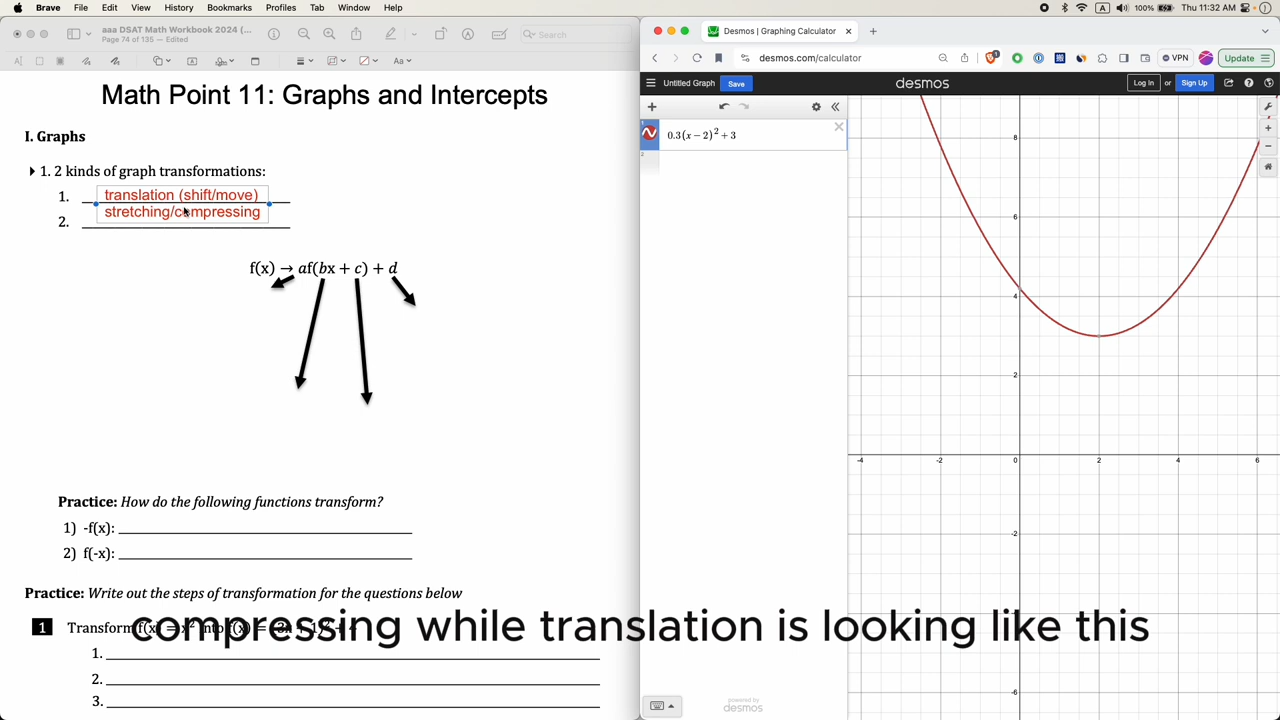 Brave File Edit View History Bookmarks Profiles Tab Window Help
A 100% Thu 11:32 AM
aaa DSAT Math Workbook 2024 (...
Page 74 of 135 — Edited
Search
Aa
Math Point 11: Graphs and Intercepts
I. Graphs
1. 2 kinds of graph transformations:
1. translation (shift/move)
2. stretching/compressing
f(x) → af(bx + c) + d
Practice: How do the following functions transform?
1) -f(x):
2) f(-x):
Practice: Write out the steps of transformation for the questions below
1 Transform
1.
2.
3.
Desmos | Graphing Calculator
desmos.com/calculator
VPN
Update
Untitled Graph Save
desmos
Log In or Sign Up
1 0.3(x−2)²+3
2
8
6
4
2
-4 -2 0 2 4 6
-2
-6
powered by
desmos
compressing while translation is looking like this